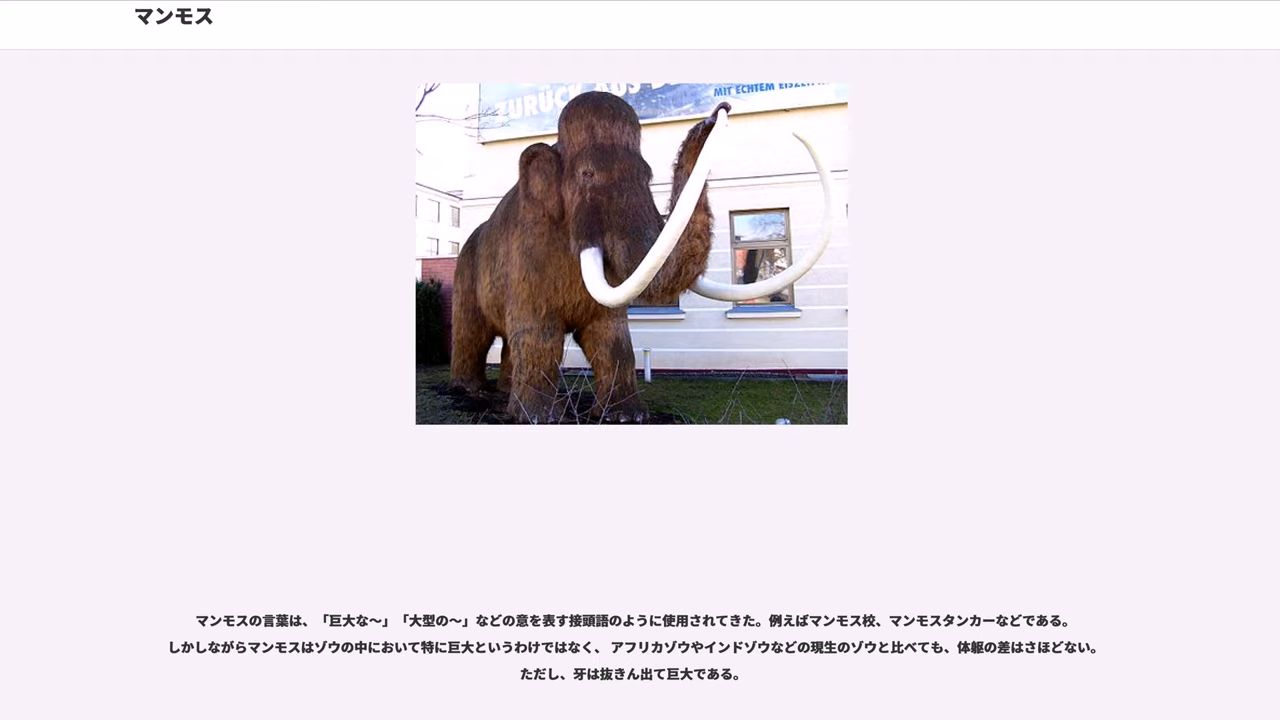 マンモス
ZURÜCK AUS D
MIT ECHTEM EISZEI
マンモスの言葉は、「巨大な～」「大型の～」などの意を表す接頭語のように使用されてきた。例えばマンモス校、マンモスタンカーなどである。
しかしながらマンモスはゾウの中において特に巨大というわけではなく、 アフリカゾウやインドゾウなどの現生のゾウと比べても、体躯の差はさほどない。
ただし、牙は抜きん出て巨大である。